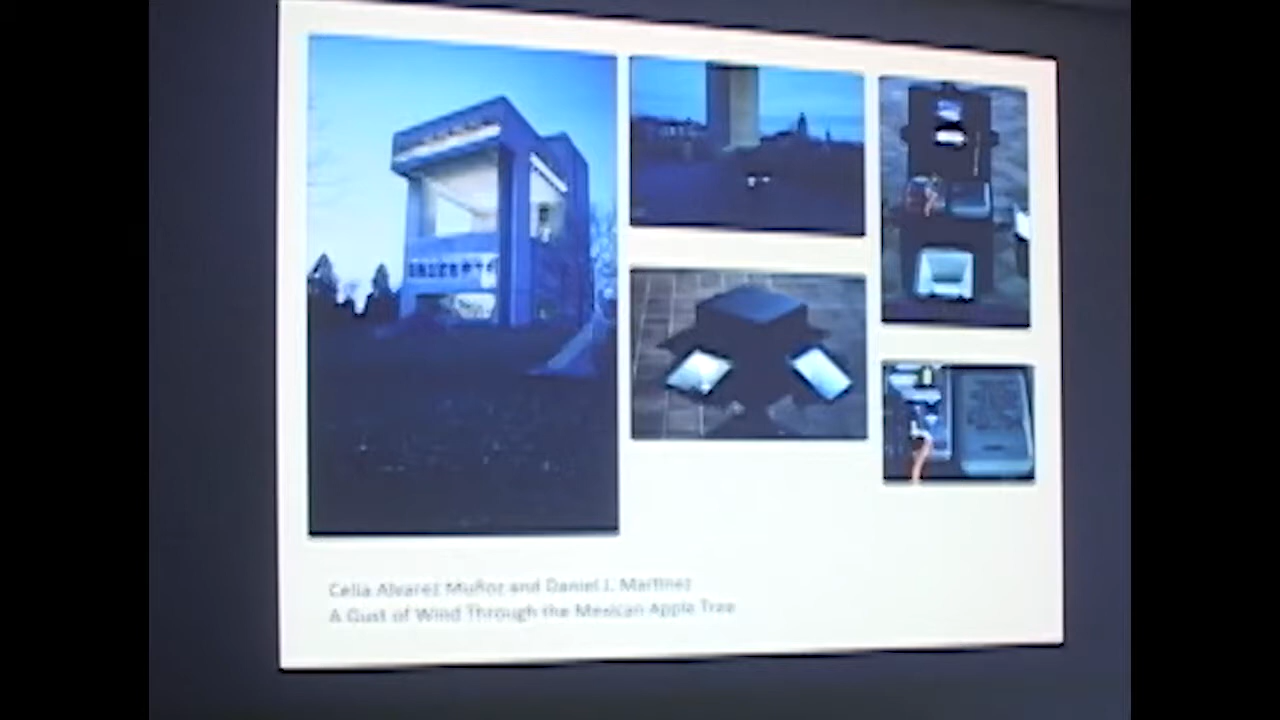 Celia Alvarez Muñoz and Daniel J. Martinez
A Gust of Wind Through the Mexican Apple Tree